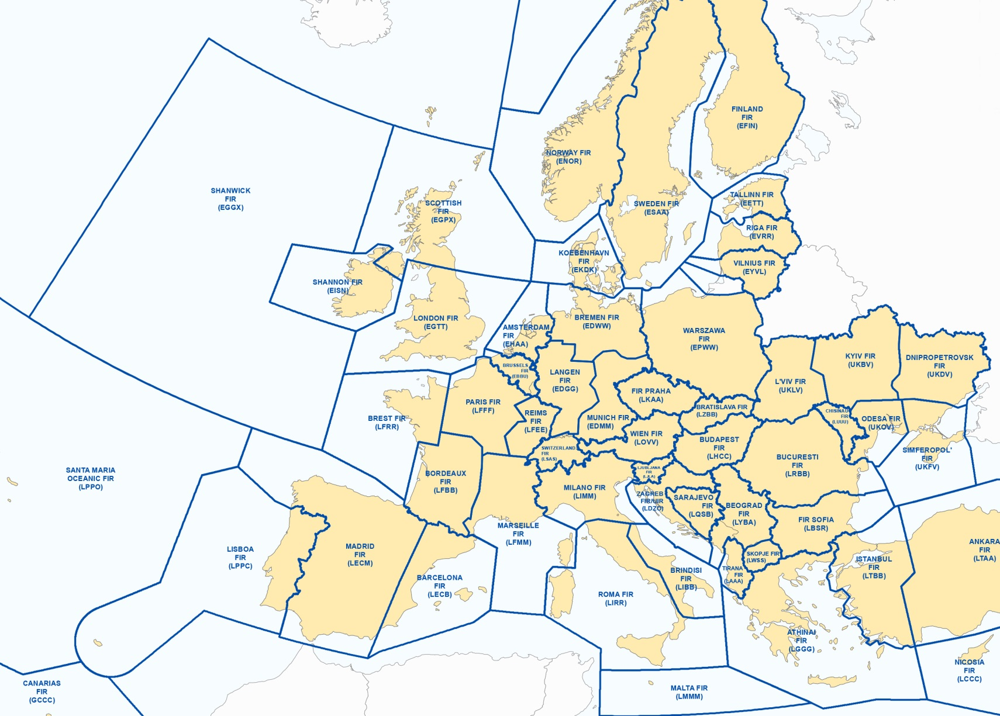 FINLAND
FIR
(EFIN)
NORWAY FIR
(ENOR)
SHANWICK
FIR
(EGGX)
SCOTTISH
FIR
(EGPX)
SWEDEN FIR
(ESAA)
TALLINN FIR
(EETT)
RIGA FIR
(EVRR)
KOEBENHAVN
FIR
(EKDK)
VILNIUS FIR
(EYVL)
SHANNON FIR
(EISN)
LONDON FIR
(EGTT)
AMSTERDAM
FIR
(EHAA)
BREMEN FIR
(EDWW)
WARSZAWA
FIR
(EPWW)
BRUSSELS
FIR
(EBBU)
LANGEN
FIR
(EDGG)
L'VIV FIR
(UKLV)
KYIV FIR
(UKBV)
DNIPROPETROVSK
FIR
(UKDV)
FIR PRAHA
(LKAA)
PARIS FIR
(LFFF)
BREST FIR
(LFRR)
REIMS
FIR
(LFEE)
MUNICH FIR
(EDMM)
BRATISLAVA FIR
(LZBB)
CHISINAU
FIR
(LUUU)
ODESA FIR
(UKOV)
WIEN FIR
(LOVV)
BUDAPEST
FIR
(LHCC)
SWITZERLAND
FIR
(LSAS)
BUCURESTI
FIR
(LRBB)
SIMFEROPOL'
FIR
(UKFV)
SANTA MARIA
OCEANIC FIR
(LPPO)
BORDEAUX
FIR
(LFBB)
LJUBLJANA
FIR
(LJLA)
MILANO FIR
(LIMM)
ZAGREB
FIR/UIR
(LDZO)
SARAJEVO
FIR
(LQSB)
BEOGRAD
FIR
(LYBA)
FIR SOFIA
(LBSR)
MARSEILLE
FIR
(LFMM)
LISBOA
FIR
(LPPC)
MADRID
FIR
(LECM)
BARCELONA
FIR
(LECB)
SKOPJE FIR
(LWSS)
TIRANA
FIR
(LAAA)
BRINDISI
FIR
(LIBB)
ROMA FIR
(LIRR)
ISTANBUL
FIR
(LTBB)
ANKARA
FIR
(LTAA)
ATHINAI
FIR
(LGGG)
NICOSIA
FIR
(LCCC)
CANARIAS
FIR
(GCCC)
MALTA FIR
(LMMM)